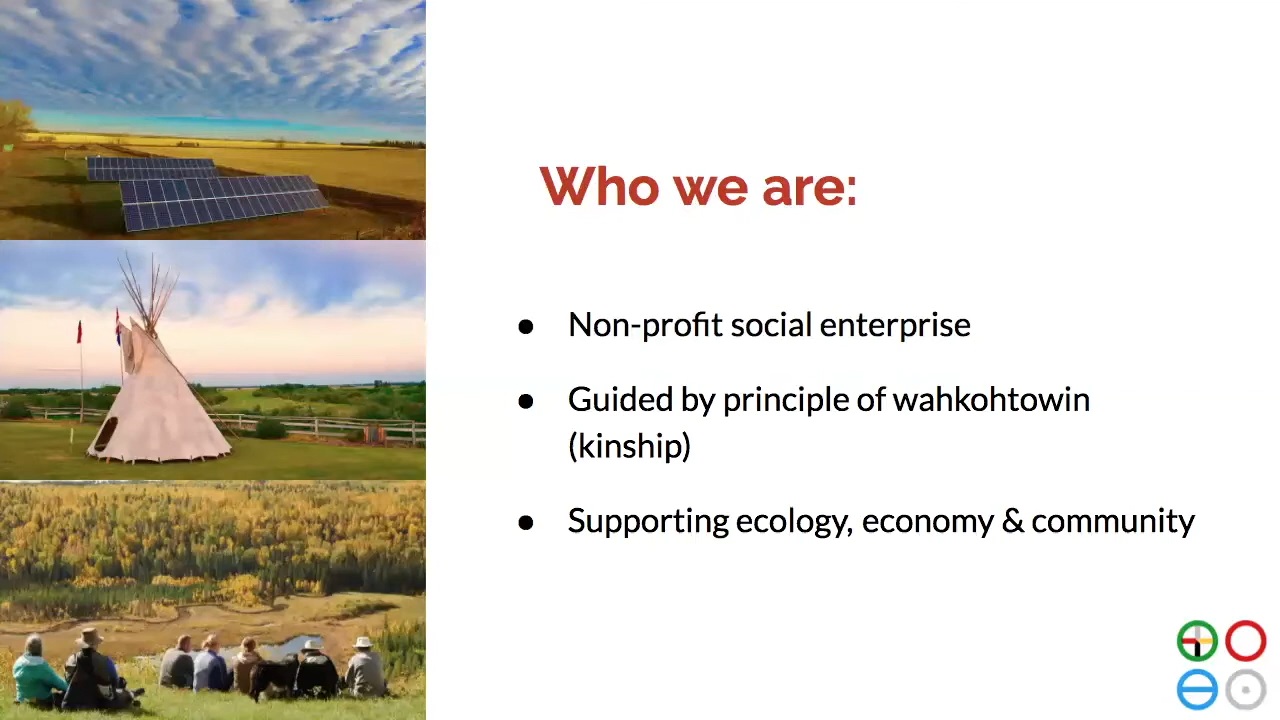 Who we are:
● Non-profit social enterprise
● Guided by principle of wahkohtowin
(kinship)
● Supporting ecology, economy & community